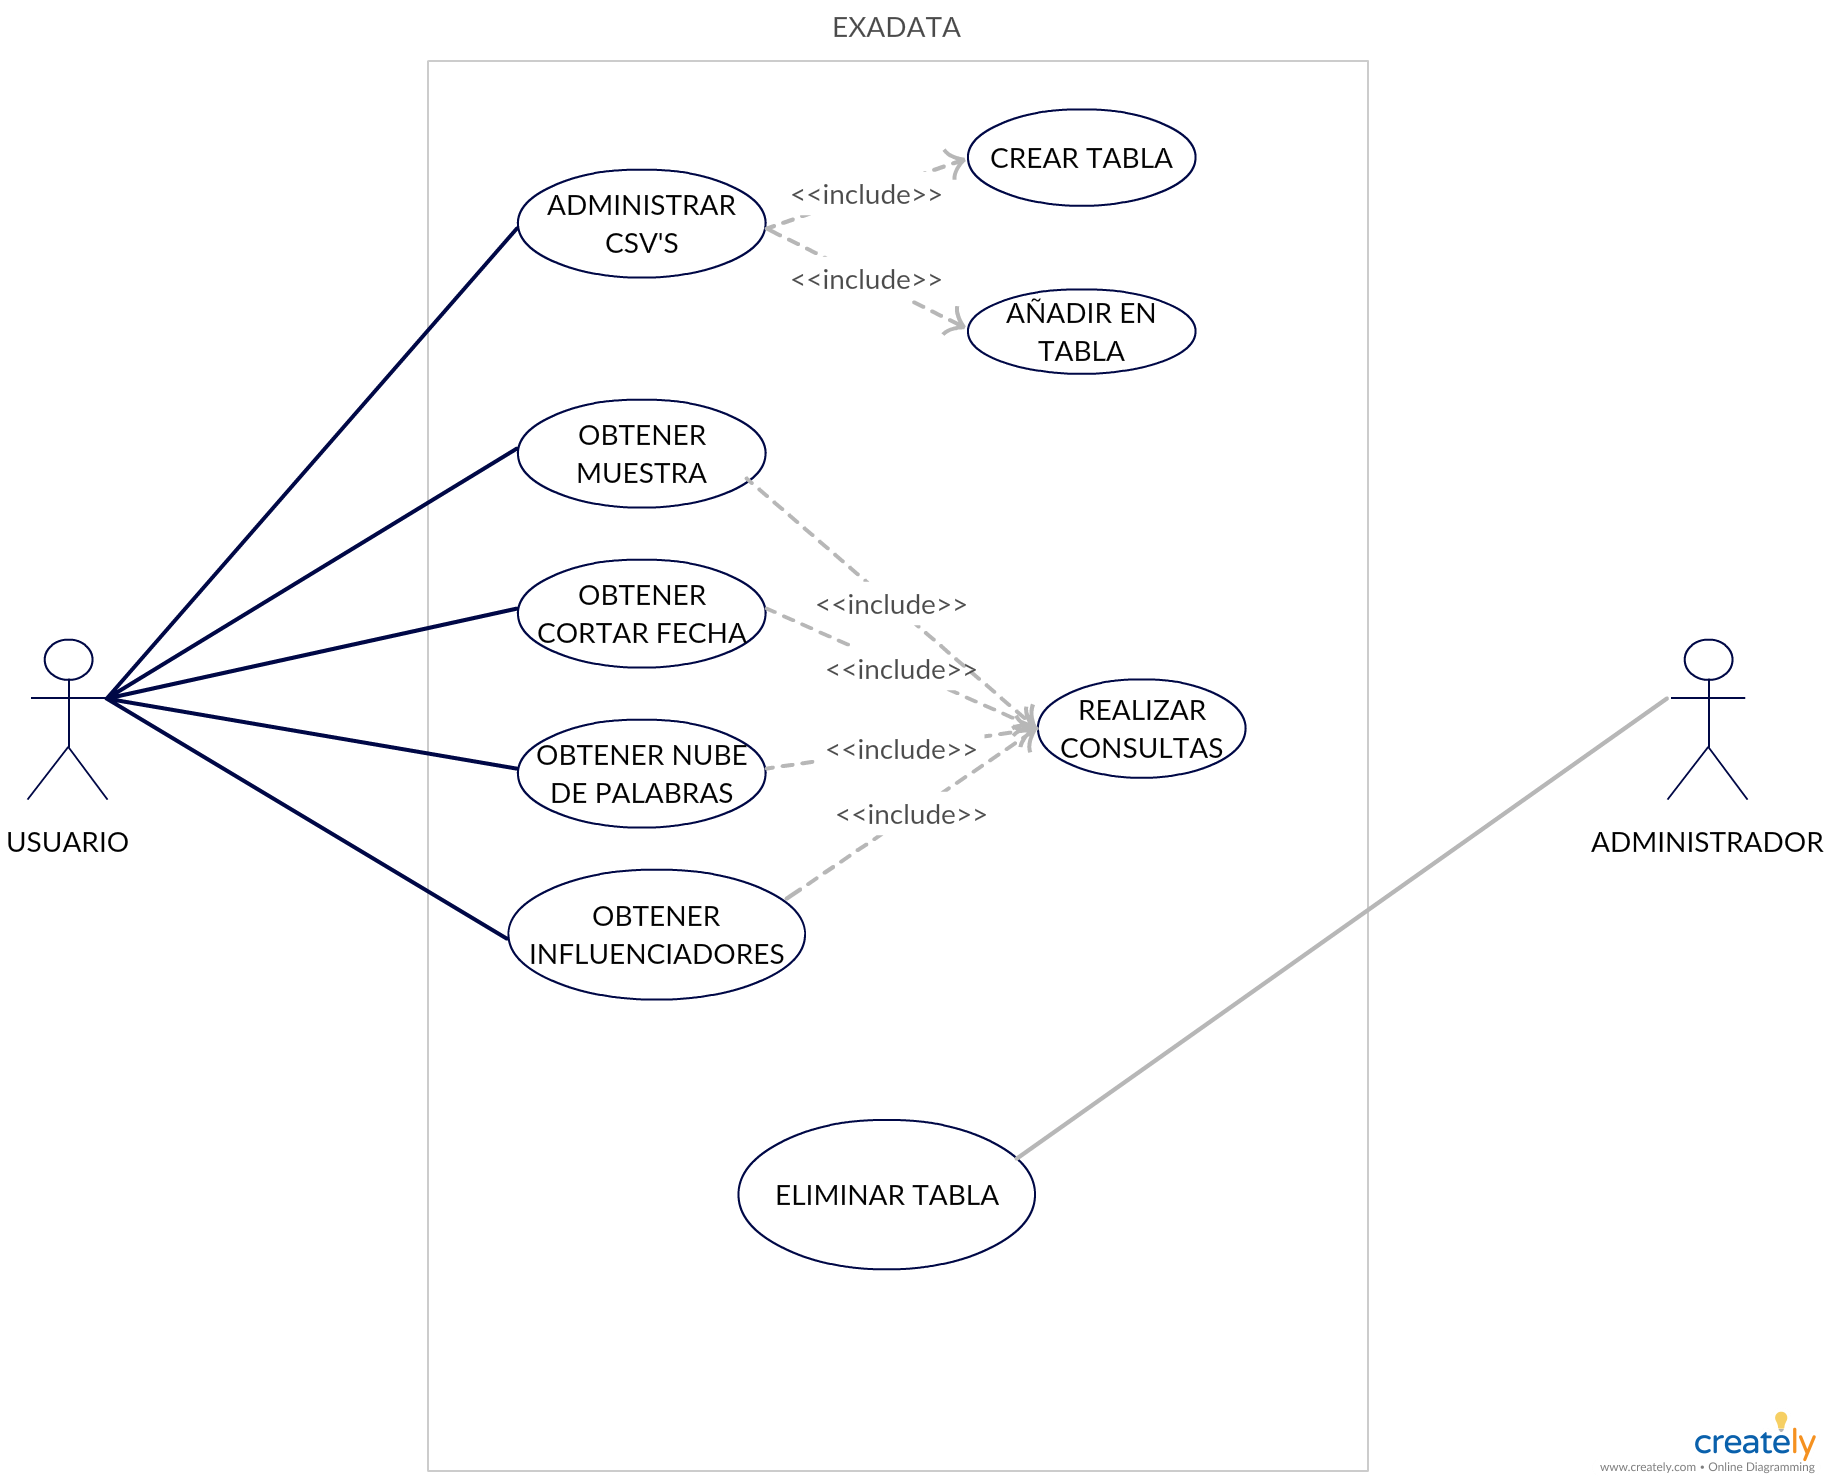 EXADATA
CREAR TABLA
<<include>>
ADMINISTRAR
CSV'S
<<include>>
AÑADIR EN
TABLA
OBTENER
MUESTRA
<<include>>
OBTENER
CORTAR FECHA
<<include>>
REALIZAR
CONSULTAS
OBTENER NUBE
DE PALABRAS
<<include>>
<<include>>
USUARIO
ADMINISTRADOR
OBTENER
INFLUENCIADORES
ELIMINAR TABLA
creately
www.creately.com • Online Diagramming